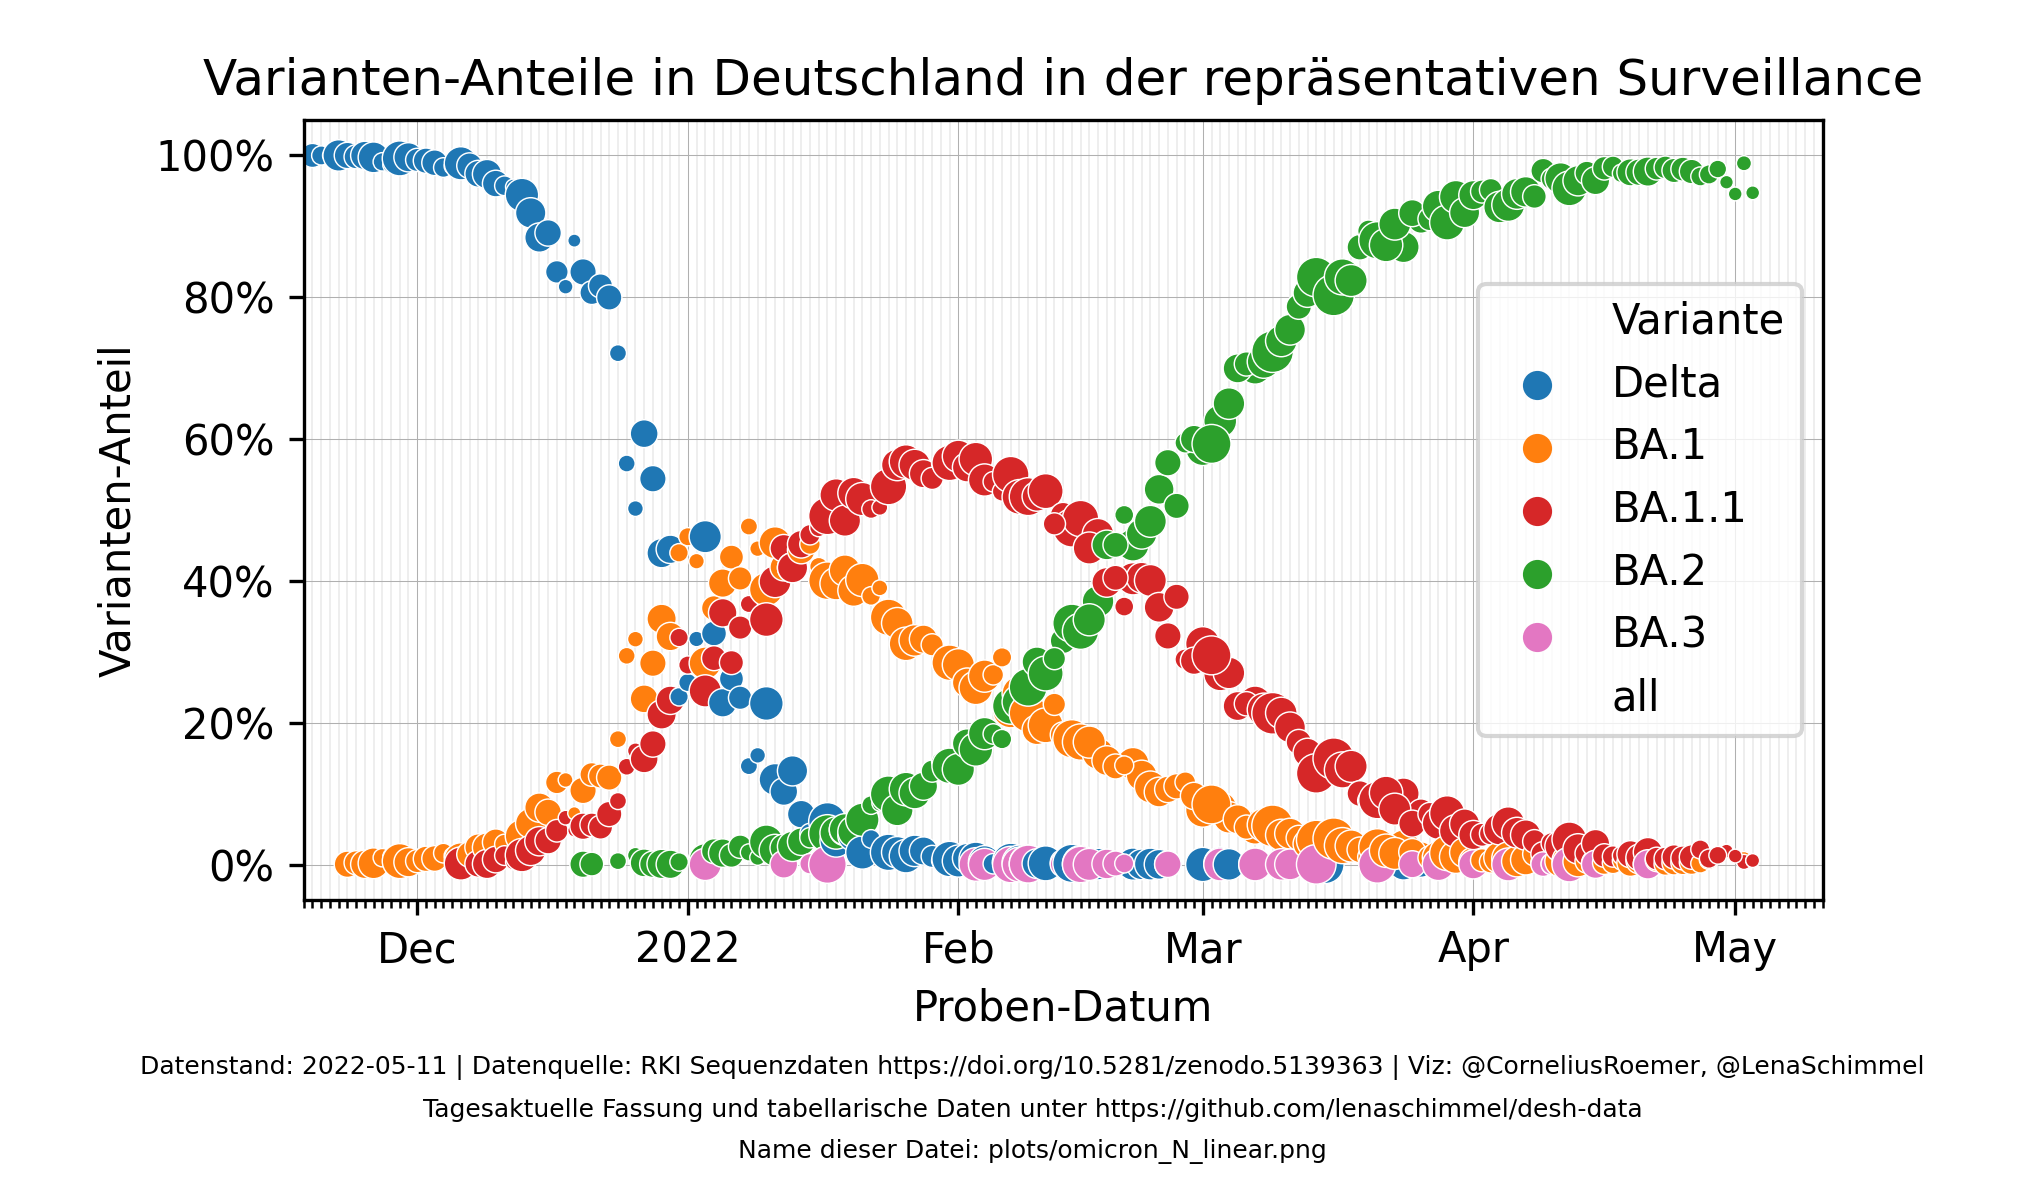 Varianten-Anteile in Deutschland in der repräsentativen Surveillance
Varianten-Anteil
100%
80%
60%
40%
20%
0%
Variante
Delta
BA.1
BA.1.1
BA.2
BA.3
all
Dec
2022
Feb
Mar
Apr
May
Proben-Datum
Datenstand: 2022-05-11 | Datenquelle: RKI Sequenzdaten https://doi.org/10.5281/zenodo.5139363 | Viz: @CorneliusRoemer, @LenaSchimmel
Tagesaktuelle Fassung und tabellarische Daten unter https://github.com/lenaschimmel/desh-data
Name dieser Datei: plots/omicron_N_linear.png